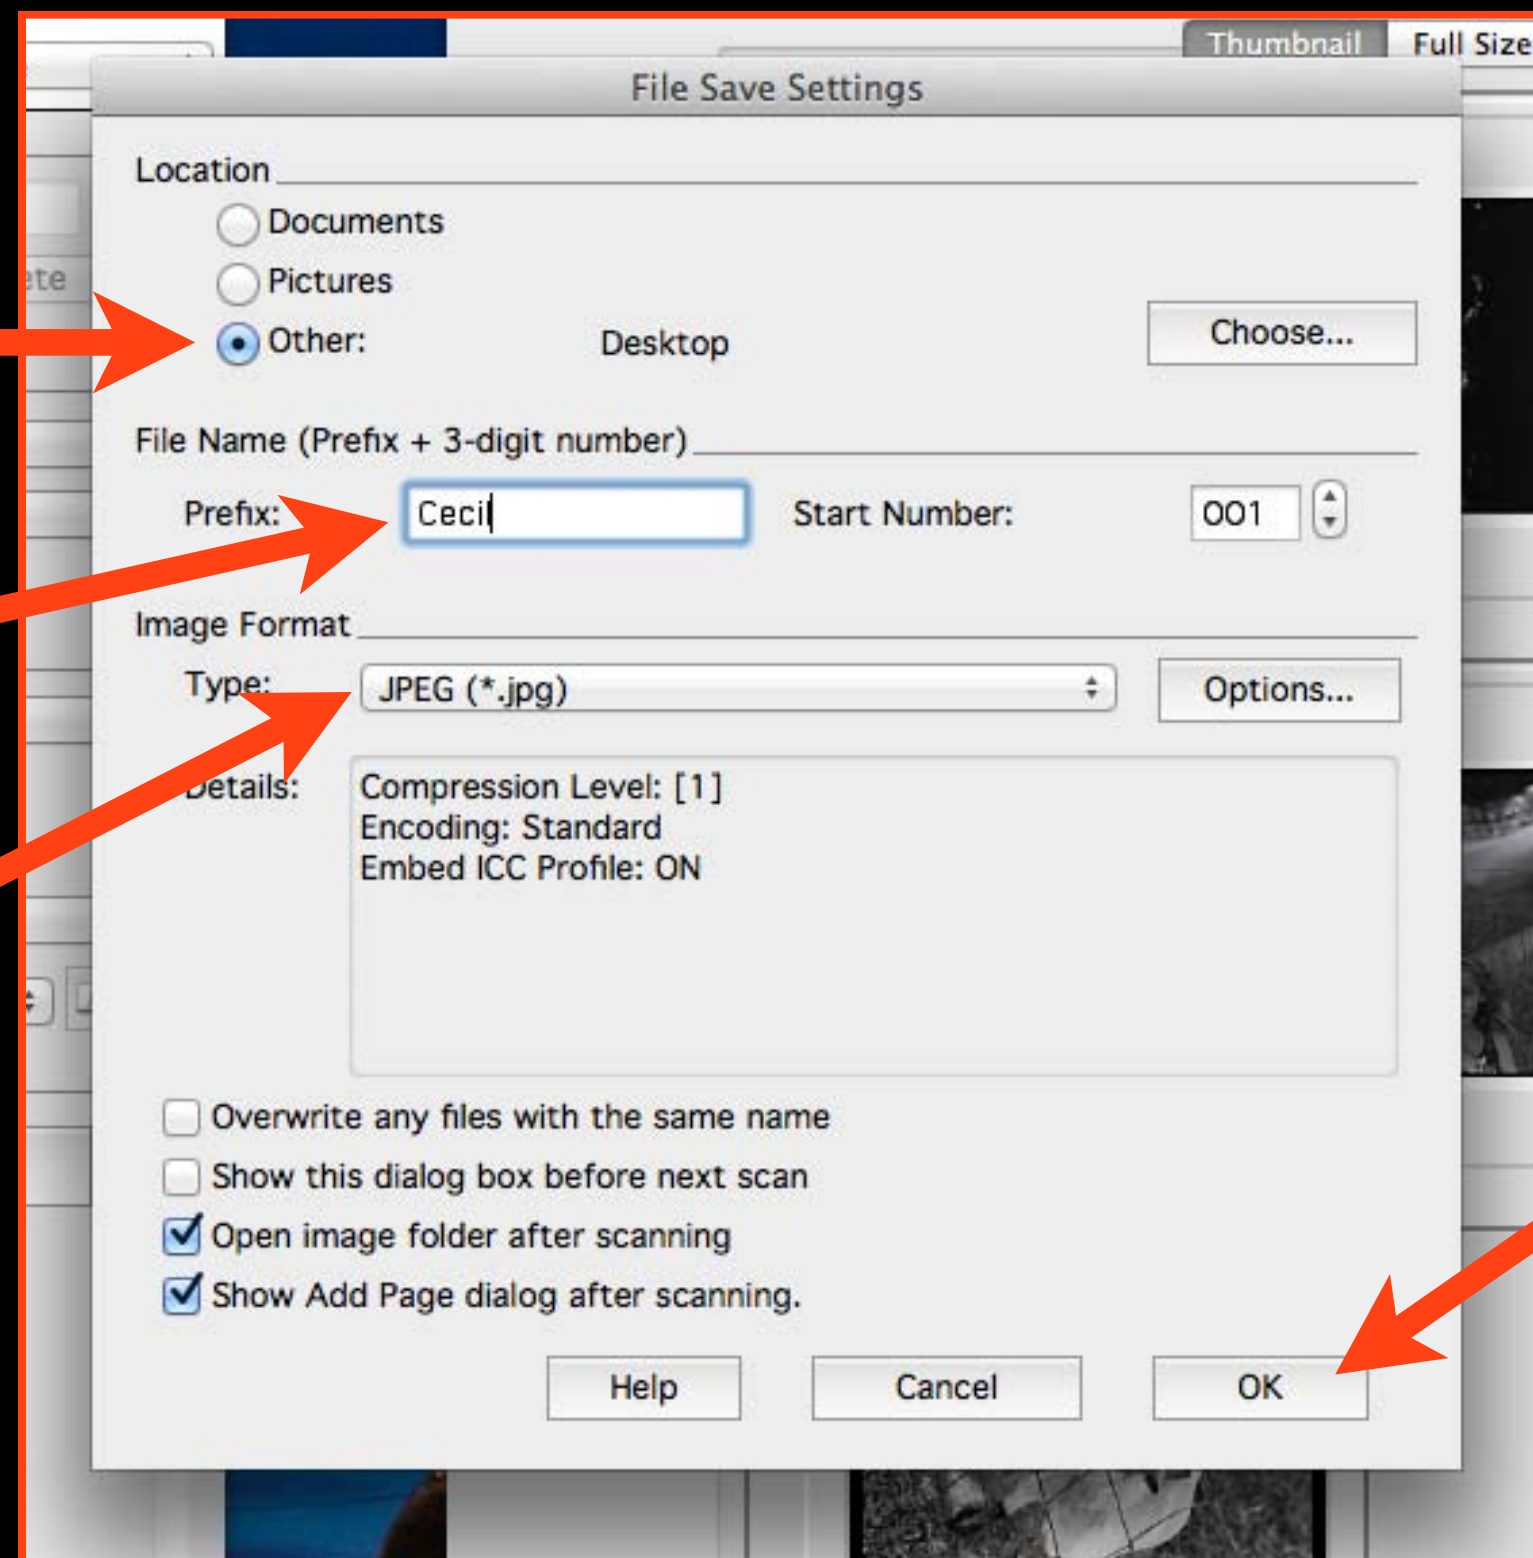 Thumbnail Full Size
File Save Settings
Location
Documents
ete
Pictures
Other: Desktop Choose...
File Name (Prefix + 3-digit number)
Prefix: Cecil Start Number: 001
Image Format
Type: JPEG (*.jpg) Options...
Details: Compression Level: [1]
Encoding: Standard
Embed ICC Profile: ON
Overwrite any files with the same name
Show this dialog box before next scan
Open image folder after scanning
Show Add Page dialog after scanning.
Help Cancel OK